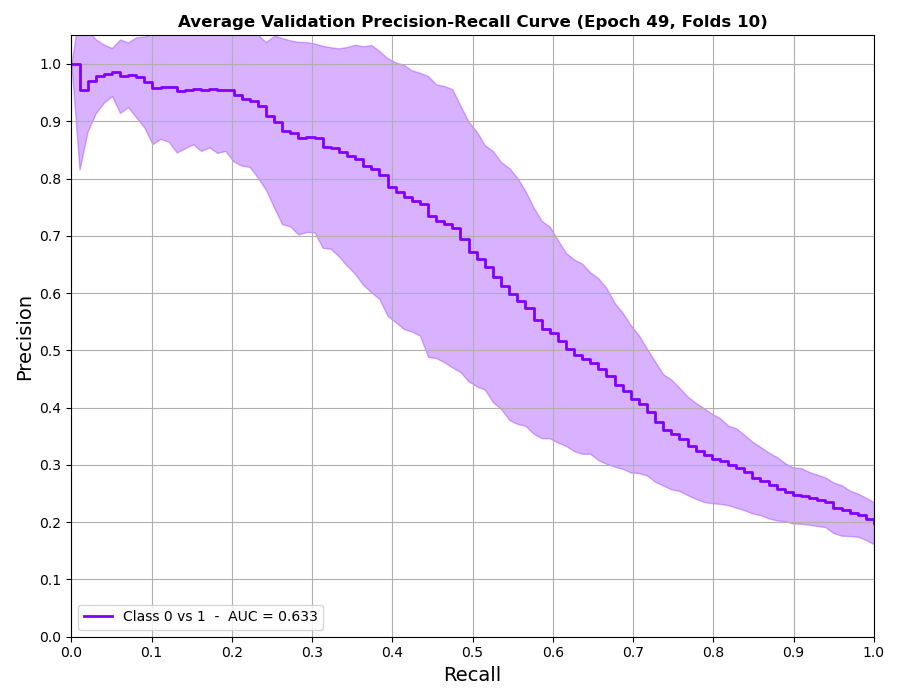 Average Validation Precision-Recall Curve (Epoch 49, Folds 10)
Precision
1.0
0.9
0.8
0.7
0.6
0.5
0.4
0.3
0.2
0.1
0.0
Class 0 vs 1 - AUC = 0.633
0.0 0.1 0.2 0.3 0.4 0.5 0.6 0.7 0.8 0.9 1.0
Recall